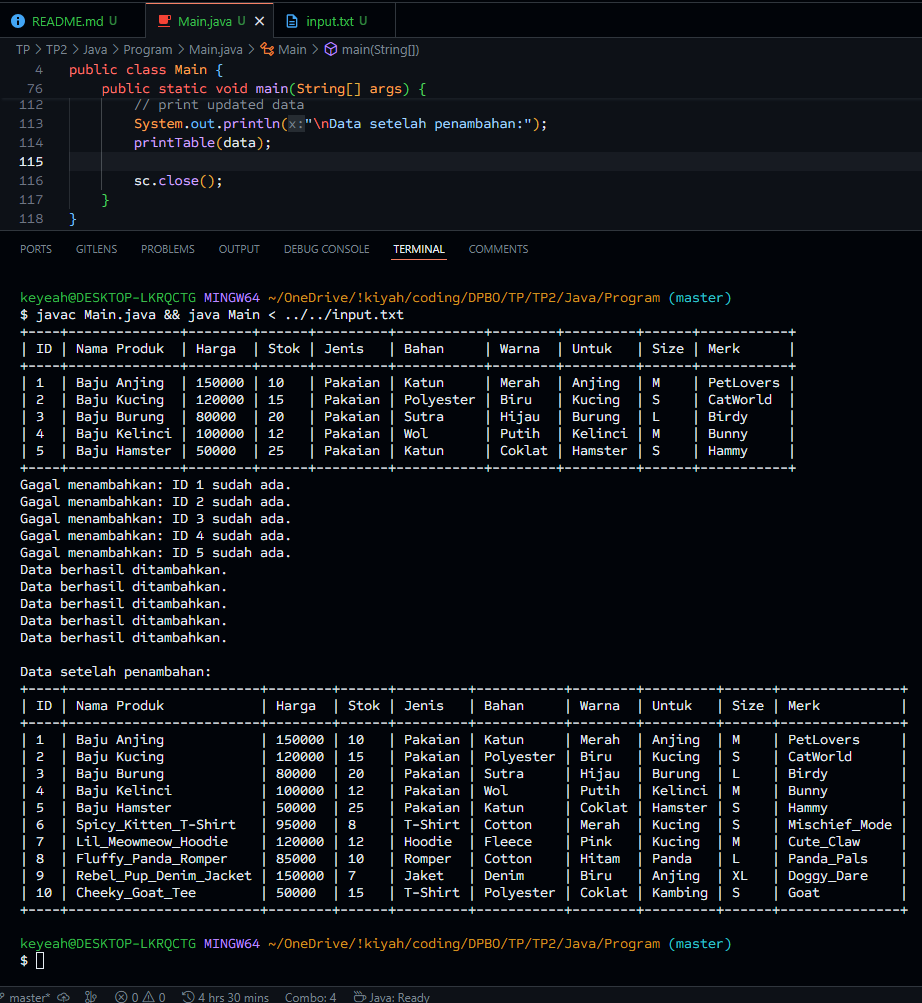 README.md U Main.java U input.txt U
TP > TP2 > Java > Program > Main.java > Main > main(String[])
4 public class Main {
76 public static void main(String[] args) {
112 // print updated data
113 System.out.println(x:"\nData setelah penambahan:");
114 printTable(data);
115
116 sc.close();
117 }
118 }
PORTS GITLENS PROBLEMS OUTPUT DEBUG CONSOLE TERMINAL COMMENTS
keyeah@DESKTOP-LKRQCTG MINGW64 ~/OneDrive/!kiyah/coding/DPBO/TP/TP2/Java/Program (master)
$ javac Main.java && java Main < ../../input.txt
+----+--------------+--------+------+---------+-----------+--------+---------+------+-----------+
| ID | Nama Produk  | Harga  | Stok | Jenis   | Bahan     | Warna  | Untuk   | Size | Merk      |
+----+--------------+--------+------+---------+-----------+--------+---------+------+-----------+
| 1  | Baju Anjing  | 150000 | 10   | Pakaian | Katun     | Merah  | Anjing  | M    | PetLovers |
| 2  | Baju Kucing  | 120000 | 15   | Pakaian | Polyester | Biru   | Kucing  | S    | CatWorld  |
| 3  | Baju Burung  | 80000  | 20   | Pakaian | Sutra     | Hijau  | Burung  | L    | Birdy     |
| 4  | Baju Kelinci | 100000 | 12   | Pakaian | Wol       | Putih  | Kelinci | M    | Bunny     |
| 5  | Baju Hamster | 50000  | 25   | Pakaian | Katun     | Coklat | Hamster | S    | Hammy     |
+----+--------------+--------+------+---------+-----------+--------+---------+------+-----------+
Gagal menambahkan: ID 1 sudah ada.
Gagal menambahkan: ID 2 sudah ada.
Gagal menambahkan: ID 3 sudah ada.
Gagal menambahkan: ID 4 sudah ada.
Gagal menambahkan: ID 5 sudah ada.
Data berhasil ditambahkan.
Data berhasil ditambahkan.
Data berhasil ditambahkan.
Data berhasil ditambahkan.
Data berhasil ditambahkan.
Data setelah penambahan:
+----+------------------------+--------+------+---------+-----------+--------+---------+------+---------------+
| ID | Nama Produk            | Harga  | Stok | Jenis   | Bahan     | Warna  | Untuk   | Size | Merk          |
+----+------------------------+--------+------+---------+-----------+--------+---------+------+---------------+
| 1  | Baju Anjing            | 150000 | 10   | Pakaian | Katun     | Merah  | Anjing  | M    | PetLovers     |
| 2  | Baju Kucing            | 120000 | 15   | Pakaian | Polyester | Biru   | Kucing  | S    | CatWorld      |
| 3  | Baju Burung            | 80000  | 20   | Pakaian | Sutra     | Hijau  | Burung  | L    | Birdy         |
| 4  | Baju Kelinci           | 100000 | 12   | Pakaian | Wol       | Putih  | Kelinci | M    | Bunny         |
| 5  | Baju Hamster           | 50000  | 25   | Pakaian | Katun     | Coklat | Hamster | S    | Hammy         |
| 6  | Spicy_Kitten_T-Shirt   | 95000  | 8    | T-Shirt | Cotton    | Merah  | Kucing  | S    | Mischief_Mode |
| 7  | Lil_Meowmeow_Hoodie    | 120000 | 12   | Hoodie  | Fleece    | Pink   | Kucing  | M    | Cute_Claw     |
| 8  | Fluffy_Panda_Romper    | 85000  | 10   | Romper  | Cotton    | Hitam  | Panda   | L    | Panda_Pals    |
| 9  | Rebel_Pup_Denim_Jacket | 150000 | 7    | Jaket   | Denim     | Biru   | Anjing  | XL   | Doggy_Dare    |
| 10 | Cheeky_Goat_Tee        | 50000  | 15   | T-Shirt | Polyester | Coklat | Kambing | S    | Goat          |
+----+------------------------+--------+------+---------+-----------+--------+---------+------+---------------+
keyeah@DESKTOP-LKRQCTG MINGW64 ~/OneDrive/!kiyah/coding/DPBO/TP/TP2/Java/Program (master)
$
master* 0 0 4 hrs 30 mins Combo: 4 Java: Ready